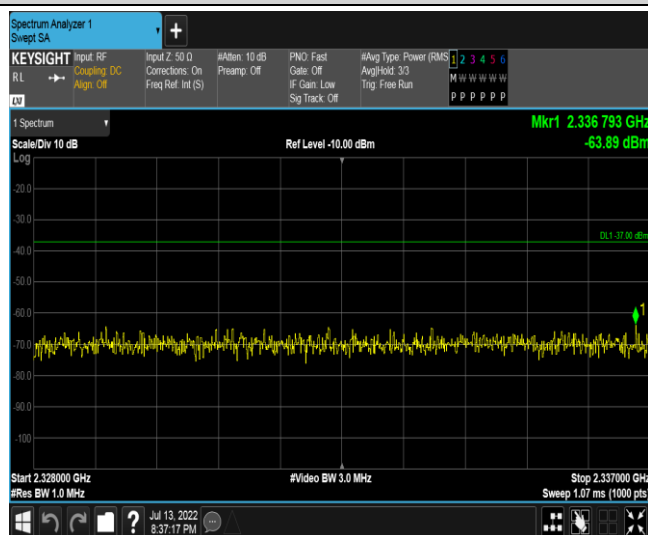 Spectrum Analyzer 1
Swept SA
KEYSIGHT
RL
Input: RF
Coupling: DC
Align: Off
Input Z: 50 Ω
Corrections: On
Freq Ref: Int (S)
#Atten: 10 dB
Preamp: Off
PNO: Fast
Gate: Off
IF Gain: Low
Sig Track: Off
#Avg Type: Power (RMS
Avg|Hold: 3/3
Trig: Free Run
1 2 3 4 5 6
M W W W W W
P P P P P P
LXI
1 Spectrum
Scale/Div 10 dB
Ref Level -10.00 dBm
Mkr1 2.336 793 GHz
-63.89 dBm
Log
-20.0
-30.0
DL1 -37.00 dBm
-40.0
-50.0
-60.0
1
-70.0
-80.0
-90.0
-100
Start 2.328000 GHz
#Video BW 3.0 MHz
Stop 2.337000 GHz
#Res BW 1.0 MHz
Sweep 1.07 ms (1000 pts)
?
Jul 13, 2022
8:37:17 PM